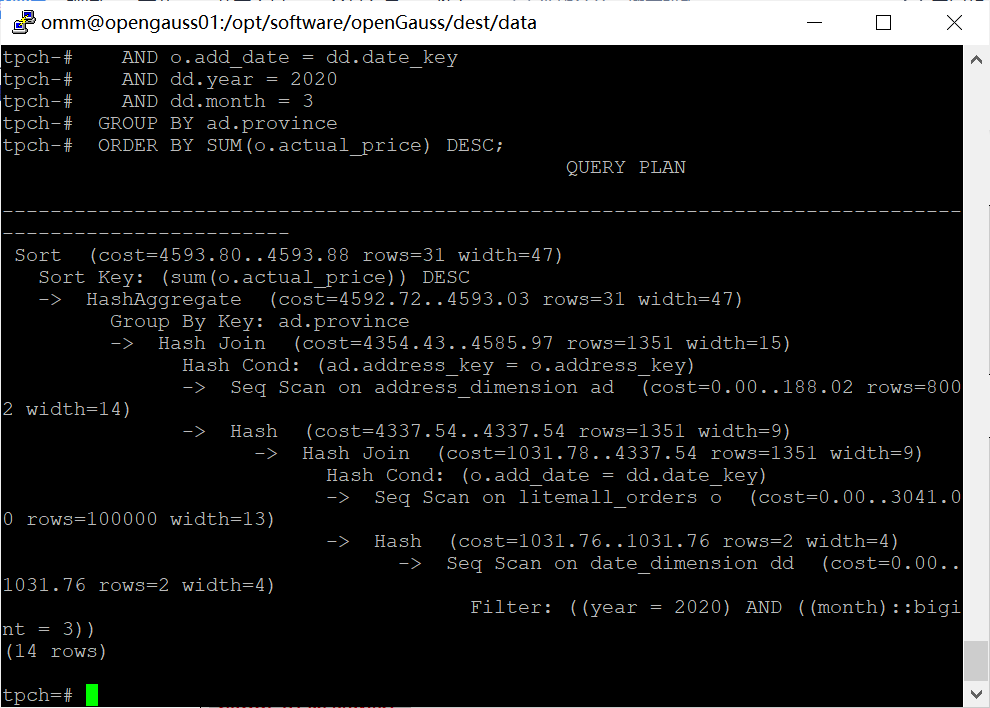 omm@opengauss01:/opt/software/openGauss/dest/data
tpch-#    AND o.add_date = dd.date_key
tpch-#    AND dd.year = 2020
tpch-#    AND dd.month = 3
tpch-#  GROUP BY ad.province
tpch-#  ORDER BY SUM(o.actual_price) DESC;
QUERY PLAN
--------------------------------------------------------------------------------
------------------------
 Sort  (cost=4593.80..4593.88 rows=31 width=47)
   Sort Key: (sum(o.actual_price)) DESC
   ->  HashAggregate  (cost=4592.72..4593.03 rows=31 width=47)
         Group By Key: ad.province
         ->  Hash Join  (cost=4354.43..4585.97 rows=1351 width=15)
               Hash Cond: (ad.address_key = o.address_key)
               ->  Seq Scan on address_dimension ad  (cost=0.00..188.02 rows=800
2 width=14)
               ->  Hash  (cost=4337.54..4337.54 rows=1351 width=9)
                     ->  Hash Join  (cost=1031.78..4337.54 rows=1351 width=9)
                           Hash Cond: (o.add_date = dd.date_key)
                           ->  Seq Scan on litemall_orders o  (cost=0.00..3041.0
0 rows=100000 width=13)
                           ->  Hash  (cost=1031.76..1031.76 rows=2 width=4)
                                 ->  Seq Scan on date_dimension dd  (cost=0.00..
1031.76 rows=2 width=4)
                                       Filter: ((year = 2020) AND ((month)::bigi
nt = 3))
(14 rows)
tpch=#